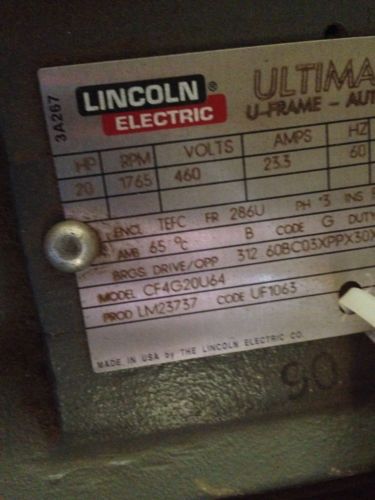 3A267
LINCOLN ®
ELECTRIC
ULTIMA
U-FRAME - AUT
HP RPM VOLTS AMPS HZ
20 1765 460 23.3 60
ENCL TEFC FR 286U PH 3 INS
AMB 65 °C B CODE G DUTY
BRGS DRIVE/OPP 312 60BC03XPPX30X
MODEL CF4G20U64
PROD LM23737 CODE UF1063
MADE IN USA by THE LINCOLN ELECTRIC CO.
90